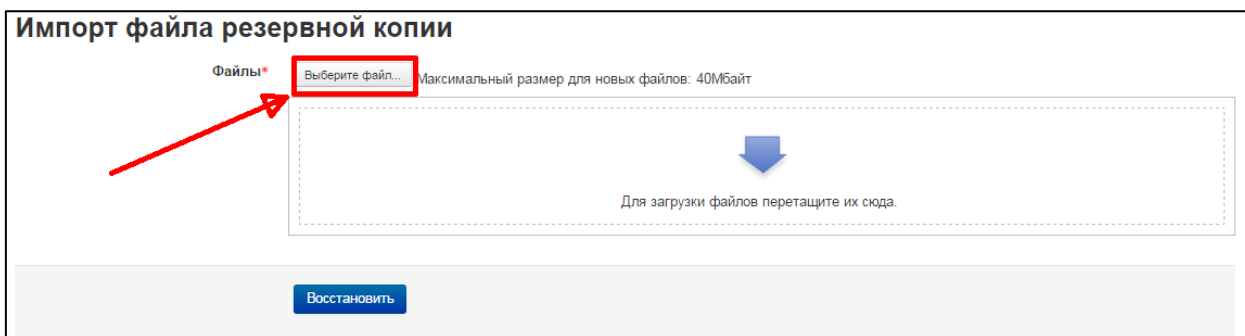 Импорт файла резервной копии
Файлы* Выберите файл... Максимальный размер для новых файлов: 40Мбайт
Для загрузки файлов перетащите их сюда.
Восстановить